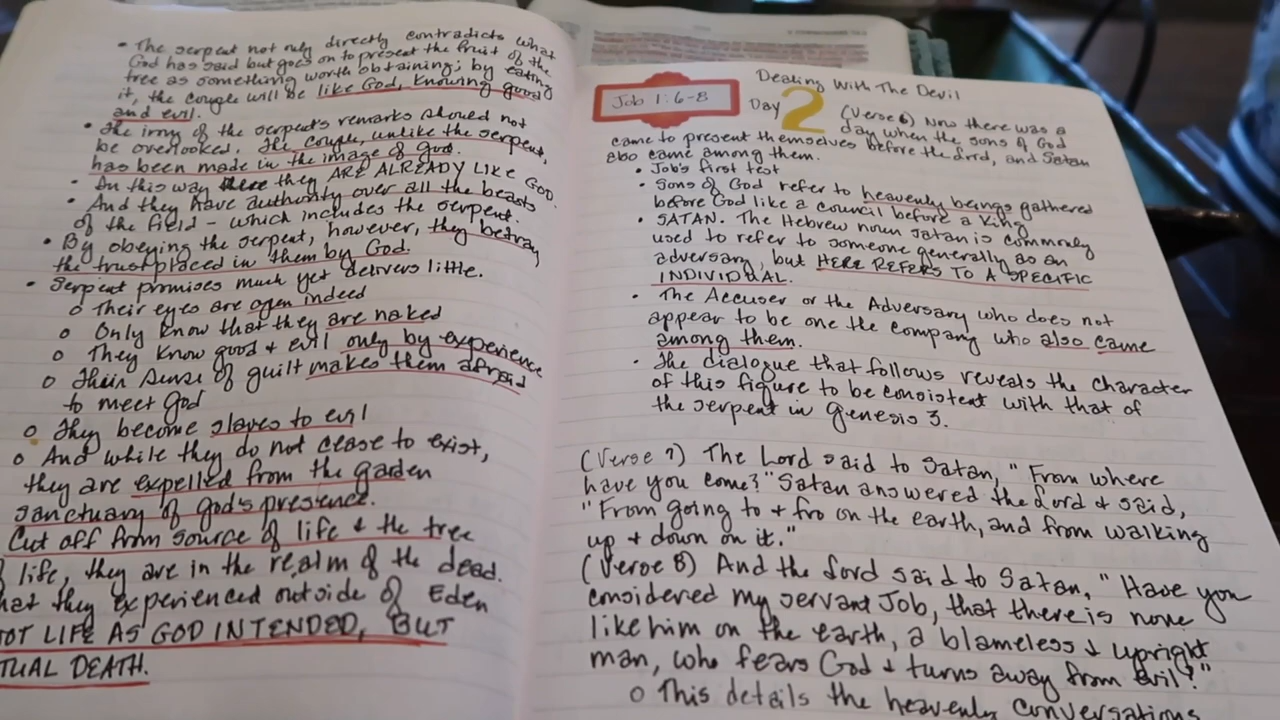 • The serpent not only directly contradicts what
God has said but goes on to present the fruit of the
tree as something worth obtaining; by eating
it, the couple will be like God, knowing good
and evil.
• The irony of the serpent's remarks should not
be overlooked. The couple, unlike the serpent,
has been made in the image of God.
• In this way they ARE ALREADY LIKE GOD.
• And they have authority over all the beasts
of the field - which includes the serpent.
• By obeying the serpent, however, they betray
the trust placed in them by God.
• Serpent promises much yet delivers little.
o Their eyes are open indeed
o Only know that they are naked
o They know good + evil only by experience
o Their sense of guilt makes them afraid
to meet God
o They become slaves to evil
o And while they do not cease to exist,
they are expelled from the garden
sanctuary of God's presence.
Cut off from source of life & the tree
life, they are in the realm of the dead.
they experienced outside of Eden
LIFE AS GOD INTENDED, BUT
DEATH.
Job 1:6-8
Dealing With The Devil
Day 2
(Verse 6) Now there was a
day when the sons of God
came to present themselves before the Lord, and Satan
also came among them.
• Job's first test
• Sons of God refer to heavenly beings gathered
before God like a council before a King
• SATAN. The Hebrew noun satan is commonly
used to refer to someone generally as an
adversary, but HERE REFERS TO A SPECIFIC
INDIVIDUAL.
• The Accuser or the Adversary who does not
appear to be one the company who also came
among them.
• The dialogue that follows reveals the character
of this figure to be consistent with that of
the serpent in Genesis 3.
(Verse 7) The Lord said to Satan, "From where
have you come?" Satan answered the Lord & said,
"From going to + fro on the earth, and from walking
up + down on it."
(Verse 8) And the Lord said to Satan, "Have you
considered my servant Job, that there is none
like him on the earth, a blameless & upright
man, who fears God & turns away from evil?"
o This details the heavenly conversations